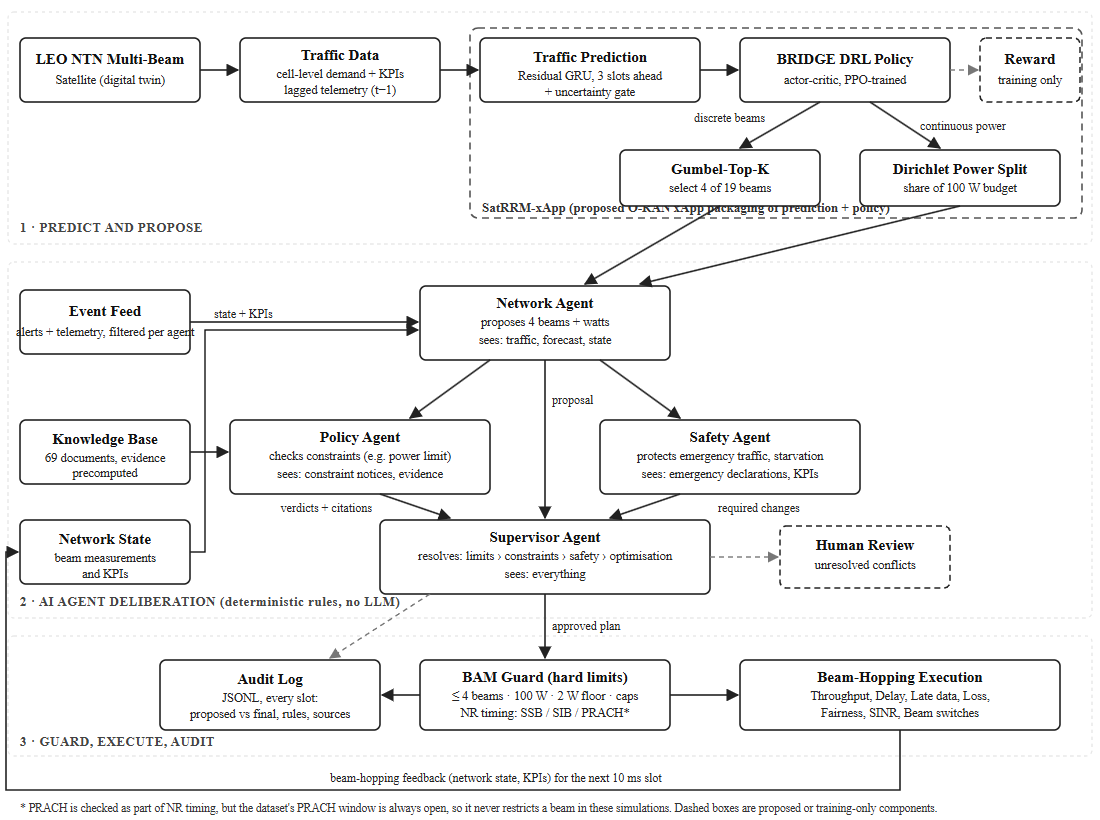 LEO NTN Multi-Beam
Satellite (digital twin)
Traffic Data
cell-level demand + KPIs
lagged telemetry (t−1)
Traffic Prediction
Residual GRU, 3 slots ahead
+ uncertainty gate
BRIDGE DRL Policy
actor-critic, PPO-trained
Reward
training only
discrete beams
continuous power
Gumbel-Top-K
select 4 of 19 beams
Dirichlet Power Split
share of 100 W budget
SatRRM-xApp (proposed O-RAN xApp packaging of prediction + policy)
1 · PREDICT AND PROPOSE
Event Feed
alerts + telemetry, filtered per agent
state + KPIs
Network Agent
proposes 4 beams + watts
sees: traffic, forecast, state
proposal
Knowledge Base
69 documents, evidence
precomputed
Policy Agent
checks constraints (e.g. power limit)
sees: constraint notices, evidence
Safety Agent
protects emergency traffic, starvation
sees: emergency declarations, KPIs
verdicts + citations
required changes
Network State
beam measurements
and KPIs
Supervisor Agent
resolves: limits › constraints › safety › optimisation
sees: everything
Human Review
unresolved conflicts
2 · AI AGENT DELIBERATION (deterministic rules, no LLM)
approved plan
Audit Log
JSONL, every slot:
proposed vs final, rules, sources
BAM Guard (hard limits)
≤ 4 beams · 100 W · 2 W floor · caps
NR timing: SSB / SIB / PRACH*
Beam-Hopping Execution
Throughput, Delay, Late data, Loss,
Fairness, SINR, Beam switches
3 · GUARD, EXECUTE, AUDIT
beam-hopping feedback (network state, KPIs) for the next 10 ms slot
* PRACH is checked as part of NR timing, but the dataset's PRACH window is always open, so it never restricts a beam in these simulations. Dashed boxes are proposed or training-only components.